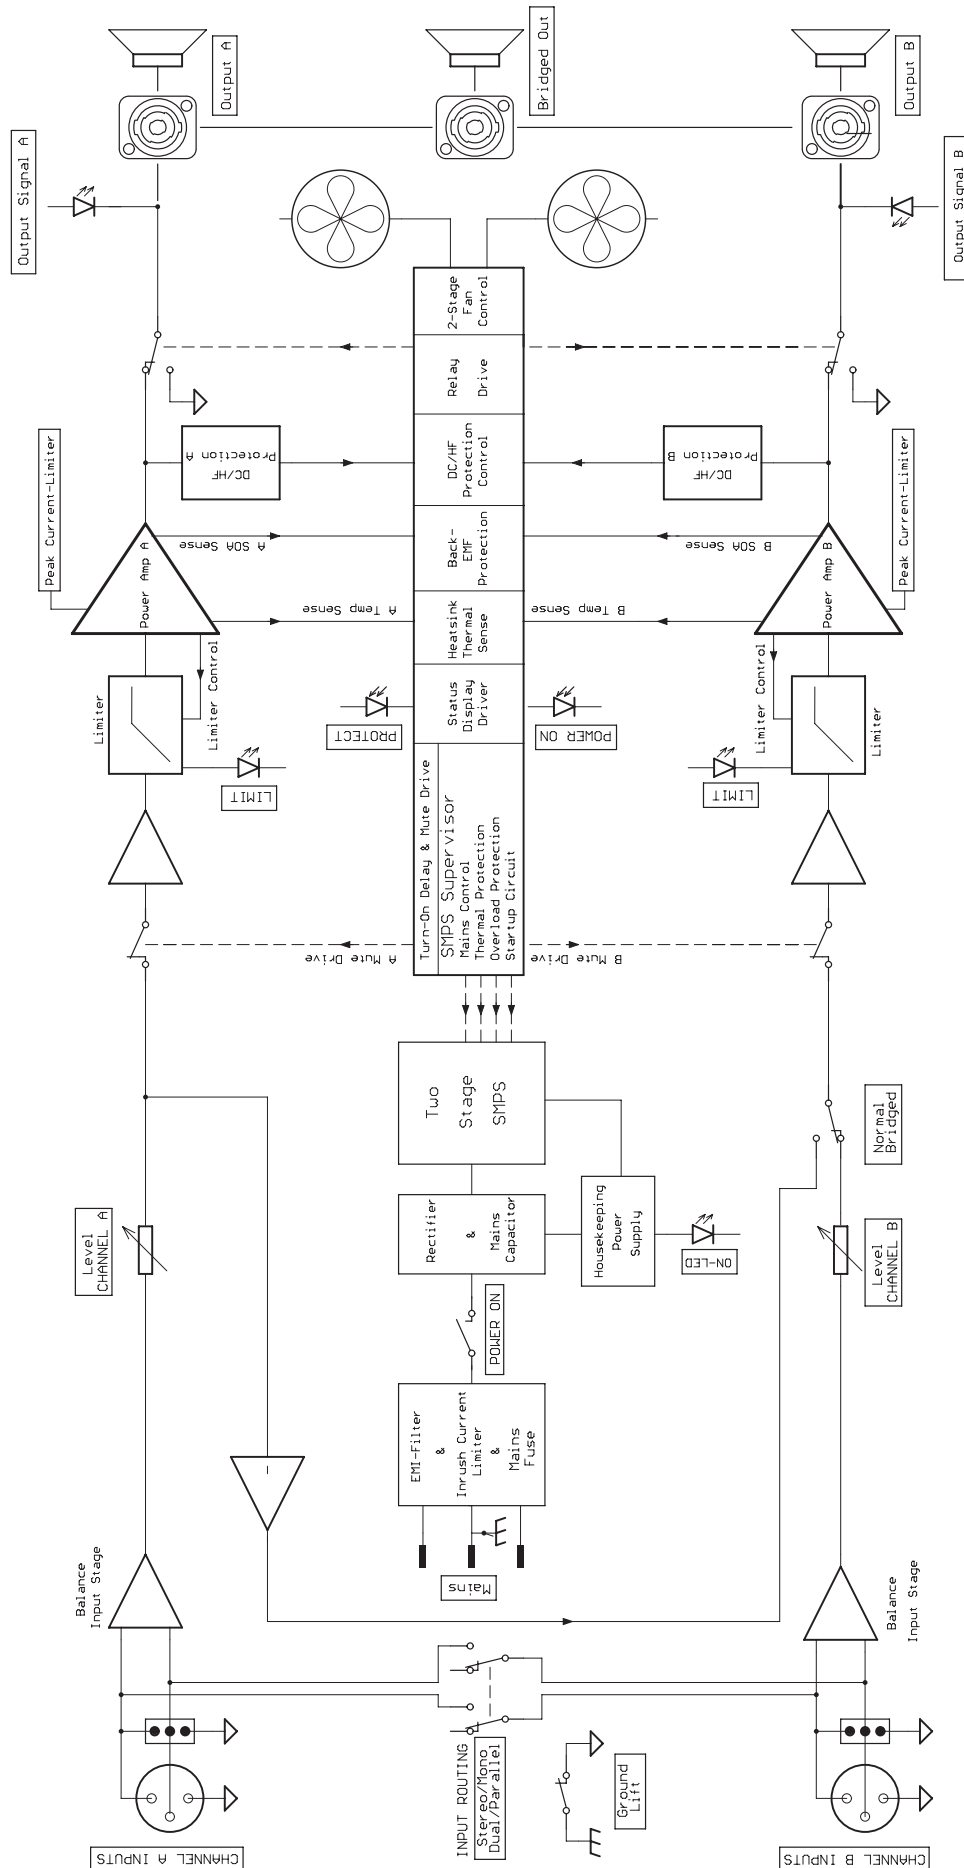 Output A
Bridged Out
Output B
Output Signal A
Output Signal B
2-Stage
Fan
Control
Relay
Drive
DC/HF
Protection
Control
Back-
EMF
Protection
Heatsink
Thermal
Sense
Status
Display
Driver
Turn-On Delay & Mute Drive
SMPS Supervisor
Mains Control
Thermal Protection
Overload Protection
Startup Circuit
Peak Current-Limiter
DC/HF
Protection
A
A SOA Sense
Power Amp A
A Temp Sense
Limiter
Limiter Control
LIMIT
PROTECT
A Mute Drive
Peak Current-Limiter
DC/HF
Protection B
B SOA Sense
Power Amp B
B Temp Sense
Limiter Control
Limiter
LIMIT
POWER ON
B Mute Drive
Two
Stage
SMPS
Rectifier
&
Mains
Capacitor
Housekeeping
Power
Supply
ON-LED
POWER ON
EMI-Filter
&
Inrush Current
Limiter
&
Mains
Fuse
Mains
Normal
Bridged
Level
CHANNEL A
Level
CHANNEL B
Balance
Input Stage
Balance
Input Stage
INPUT ROUTING
Stereo/Mono
Dual/Parallel
Ground
Lift
CHANNEL A INPUTS
CHANNEL B INPUTS